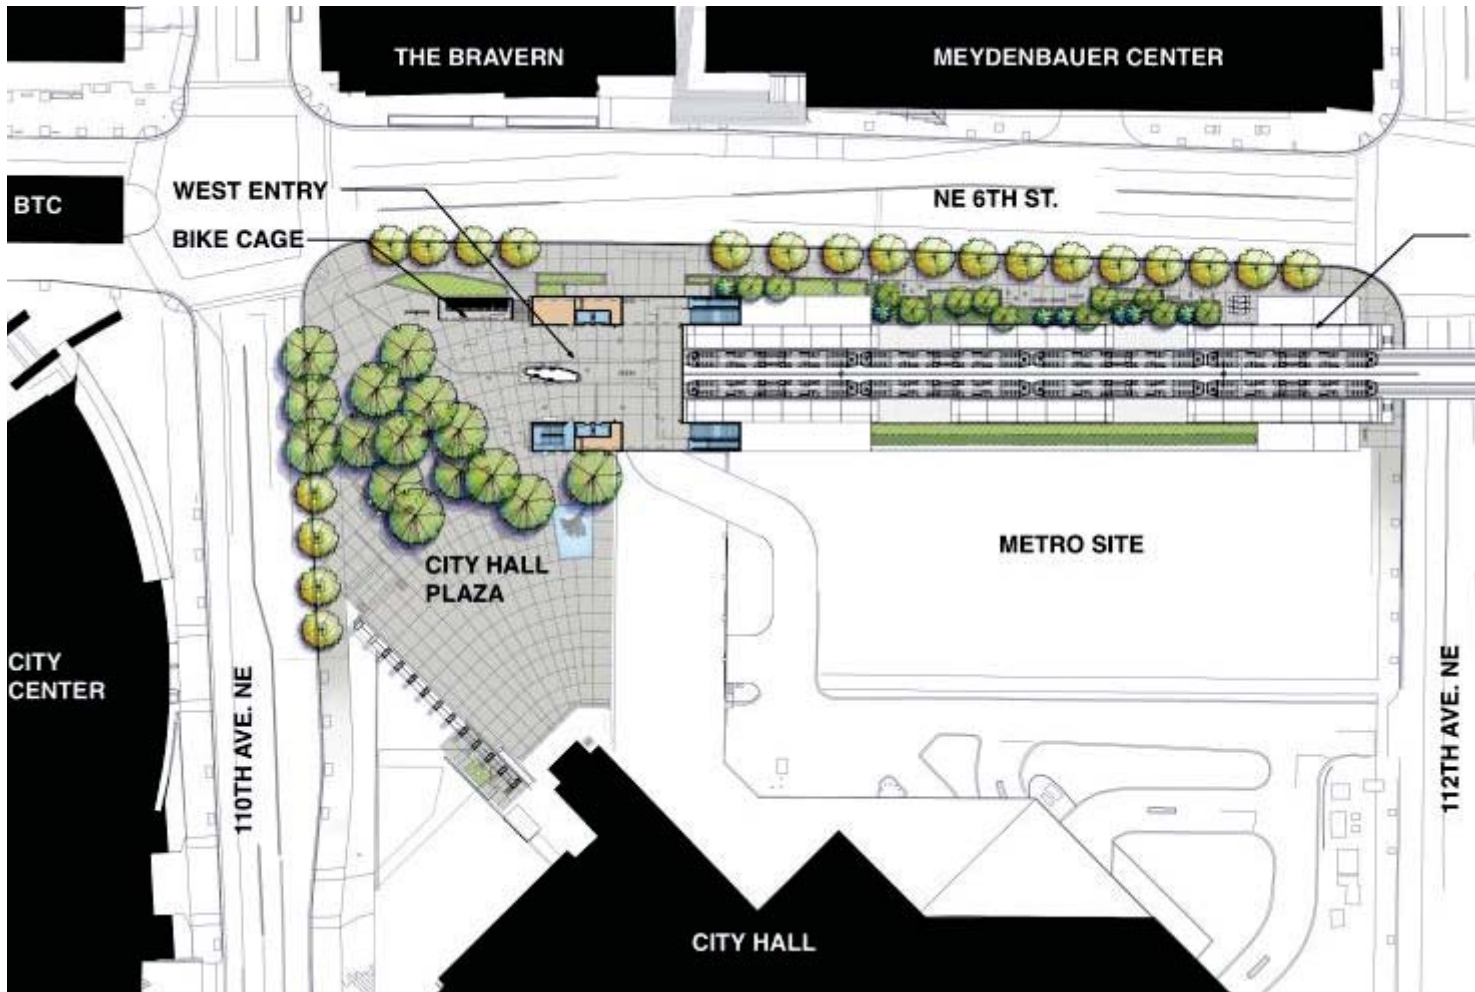 THE BRAVERN
MEYDENBAUER CENTER
BTC
WEST ENTRY
NE 6TH ST.
BIKE CAGE
METRO SITE
CITY HALL
PLAZA
CITY
CENTER
110TH AVE. NE
112TH AVE. NE
CITY HALL